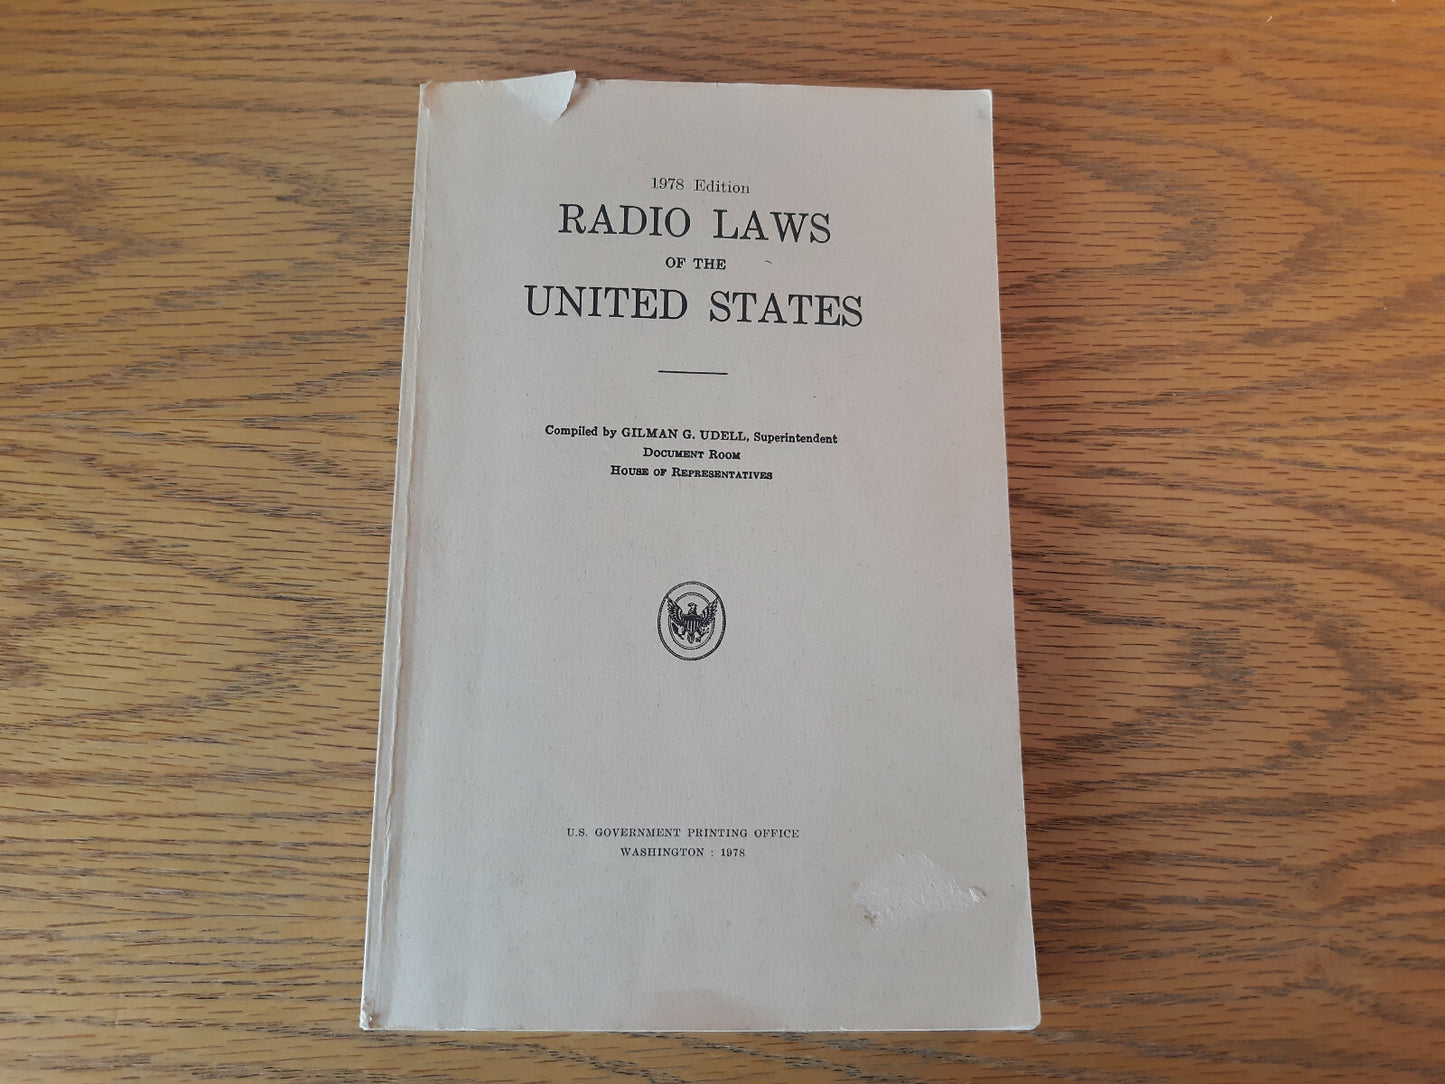 1978 Edition
RADIO LAWS
OF THE
UNITED STATES
Compiled by GILMAN G. UDELL, Superintendent
DOCUMENT ROOM
HOUSE OF REPRESENTATIVES
U.S. GOVERNMENT PRINTING OFFICE
WASHINGTON : 1978